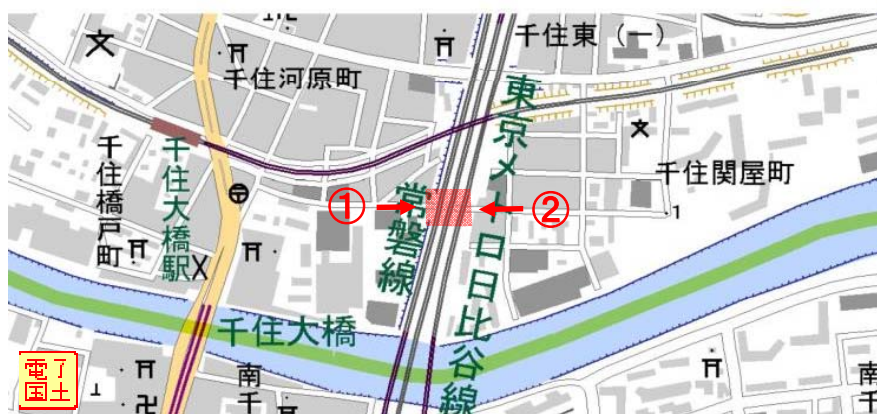 千住東（一）
千住河原町
東京メトロ日比谷線
千住関屋町
千住橋戸町
千住大橋駅
①
②
常磐線
1
千住大橋
電子国土
南千
南千